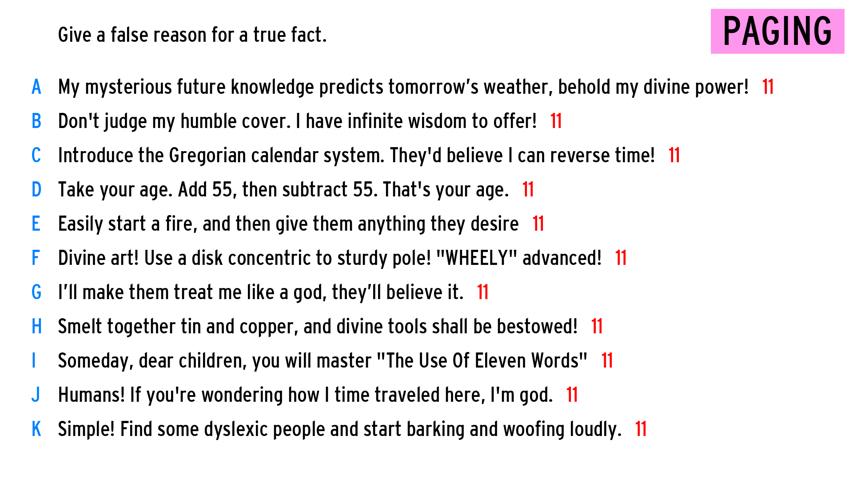 Give a false reason for a true fact.
PAGING
A My mysterious future knowledge predicts tomorrow's weather, behold my divine power! 11
B Don't judge my humble cover. I have infinite wisdom to offer! 11
C Introduce the Gregorian calendar system. They'd believe I can reverse time! 11
D Take your age. Add 55, then subtract 55. That's your age. 11
E Easily start a fire, and then give them anything they desire 11
F Divine art! Use a disk concentric to sturdy pole! "WHEELY" advanced! 11
G I'll make them treat me like a god, they'll believe it. 11
H Smelt together tin and copper, and divine tools shall be bestowed! 11
I Someday, dear children, you will master "The Use Of Eleven Words" 11
J Humans! If you're wondering how I time traveled here, I'm god. 11
K Simple! Find some dyslexic people and start barking and woofing loudly. 11